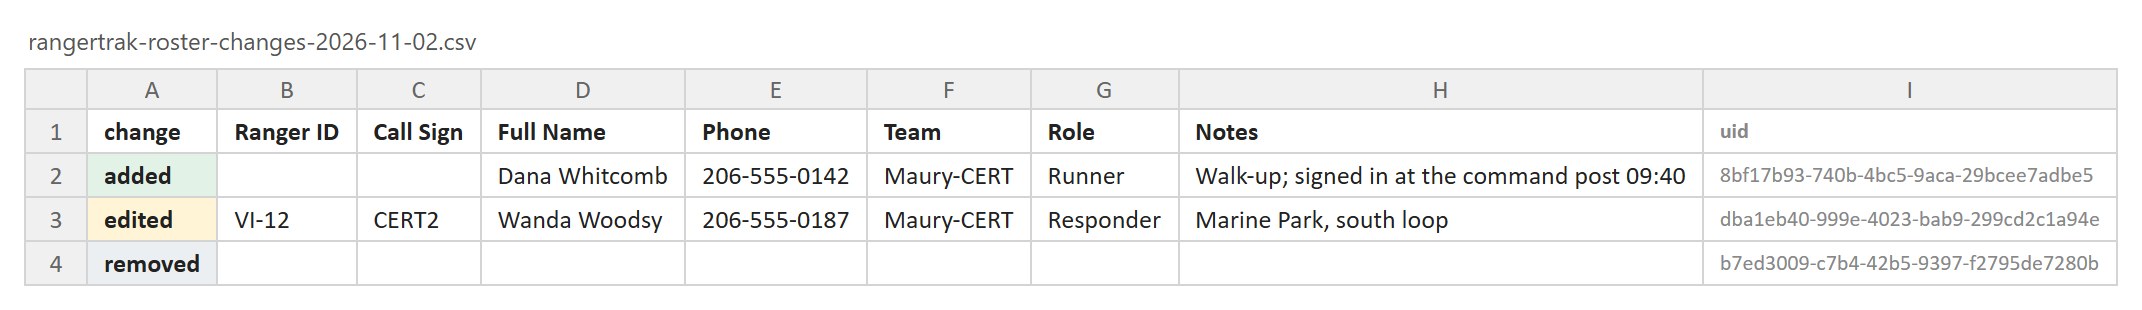 rangertrak-roster-changes-2026-11-02.csv
A B C D E F G H I
1 change Ranger ID Call Sign Full Name Phone Team Role Notes uid
2 added Dana Whitcomb 206-555-0142 Maury-CERT Runner Walk-up; signed in at the command post 09:40 8bf17b93-740b-4bc5-9aca-29bcee7adbe5
3 edited VI-12 CERT2 Wanda Woodsy 206-555-0187 Maury-CERT Responder Marine Park, south loop dba1eb40-999e-4023-bab9-299cd2c1a94e
4 removed b7ed3009-c7b4-42b5-9397-f2795de7280b